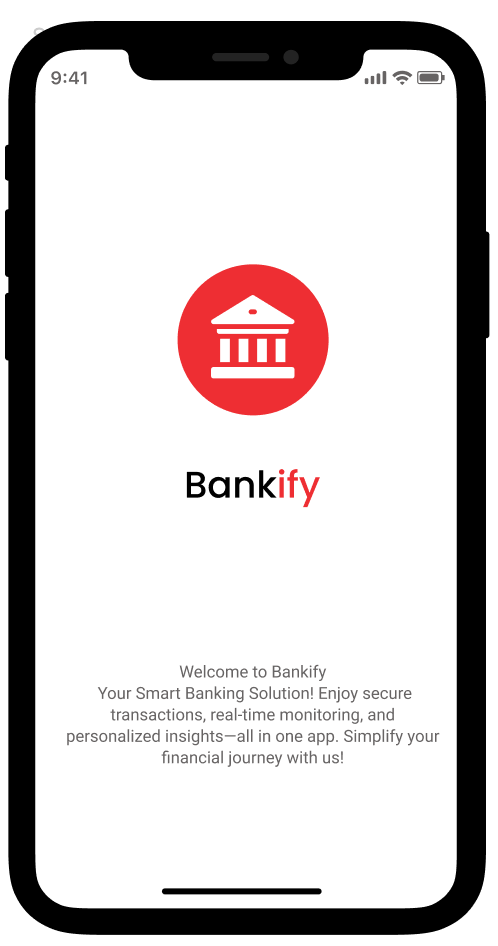 9:41
Bankify
Welcome to Bankify
Your Smart Banking Solution! Enjoy secure
transactions, real-time monitoring, and
personalized insights—all in one app. Simplify your
financial journey with us!